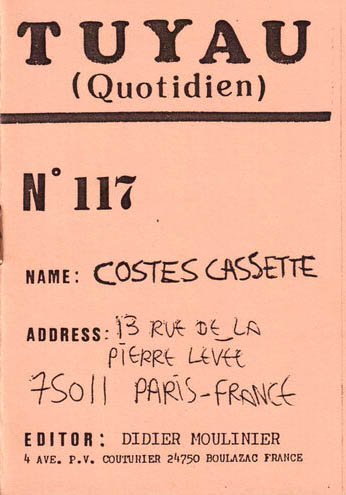 TUYAU
(Quotidien)
N° 117
NAME: COSTES CASSETTE
ADDRESS: 13 RUE DE LA
PIERRE LEVEE
75011 PARIS-FRANCE
EDITOR: DIDIER MOULINIER
4 AVE. P.V. COUTURIER 24750 BOULAZAC FRANCE